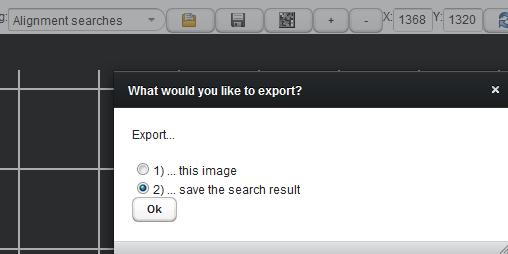 g: Alignment searches + - X: 1368 Y: 1320
What would you like to export? ×
Export...
1) ... this image
2) ... save the search result
Ok